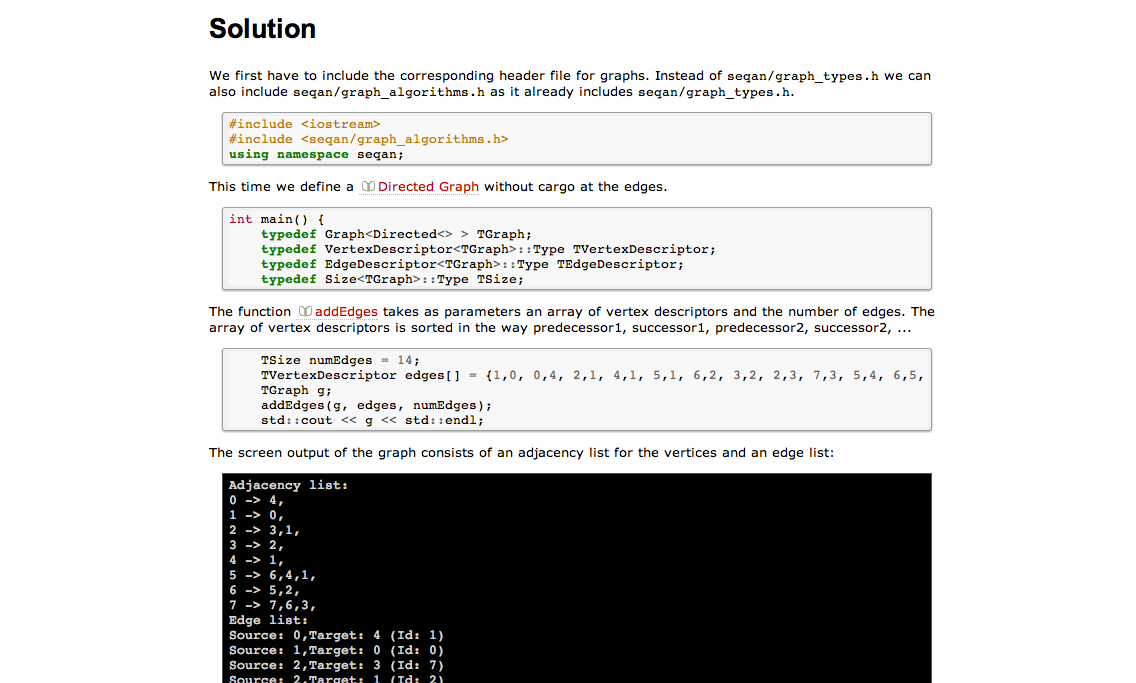 Solution
We first have to include the corresponding header file for graphs. Instead of seqan/graph_types.h we can
also include seqan/graph_algorithms.h as it already includes seqan/graph_types.h.
#include <iostream>
#include <seqan/graph_algorithms.h>
using namespace seqan;
This time we define a Directed Graph without cargo at the edges.
int main() {
    typedef Graph<Directed<> > TGraph;
    typedef VertexDescriptor<TGraph>::Type TVertexDescriptor;
    typedef EdgeDescriptor<TGraph>::Type TEdgeDescriptor;
    typedef Size<TGraph>::Type TSize;
The function addEdges takes as parameters an array of vertex descriptors and the number of edges. The
array of vertex descriptors is sorted in the way predecessor1, successor1, predecessor2, successor2, ...
    TSize numEdges = 14;
    TVertexDescriptor edges[] = {1,0, 0,4, 2,1, 4,1, 5,1, 6,2, 3,2, 2,3, 7,3, 5,4, 6,5,
    TGraph g;
    addEdges(g, edges, numEdges);
    std::cout << g << std::endl;
The screen output of the graph consists of an adjacency list for the vertices and an edge list:
Adjacency list:
0 -> 4,
1 -> 0,
2 -> 3,1,
3 -> 2,
4 -> 1,
5 -> 6,4,1,
6 -> 5,2,
7 -> 7,6,3,
Edge list:
Source: 0,Target: 4 (Id: 1)
Source: 1,Target: 0 (Id: 0)
Source: 2,Target: 3 (Id: 7)
Source: 2,Target: 1 (Id: 2)